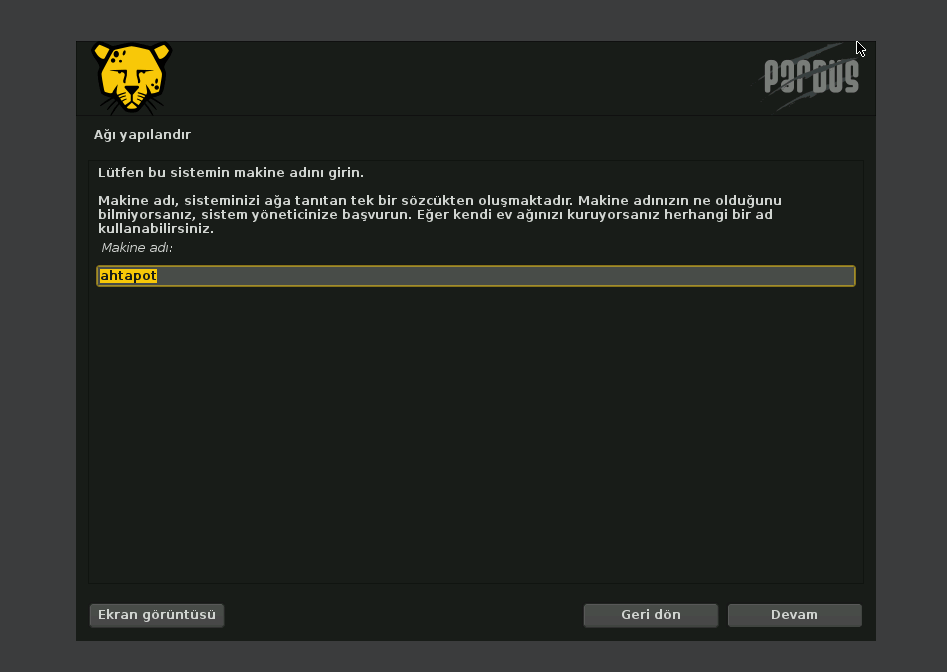 PARDUS
Ağı yapılandır
Lütfen bu sistemin makine adını girin.
Makine adı, sisteminizi ağa tanıtan tek bir sözcükten oluşmaktadır. Makine adınızın ne olduğunu
bilmiyorsanız, sistem yöneticinize başvurun. Eğer kendi ev ağınızı kuruyorsanız herhangi bir ad
kullanabilirsiniz.
Makine adı:
ahtapot
Ekran görüntüsü
Geri dön
Devam